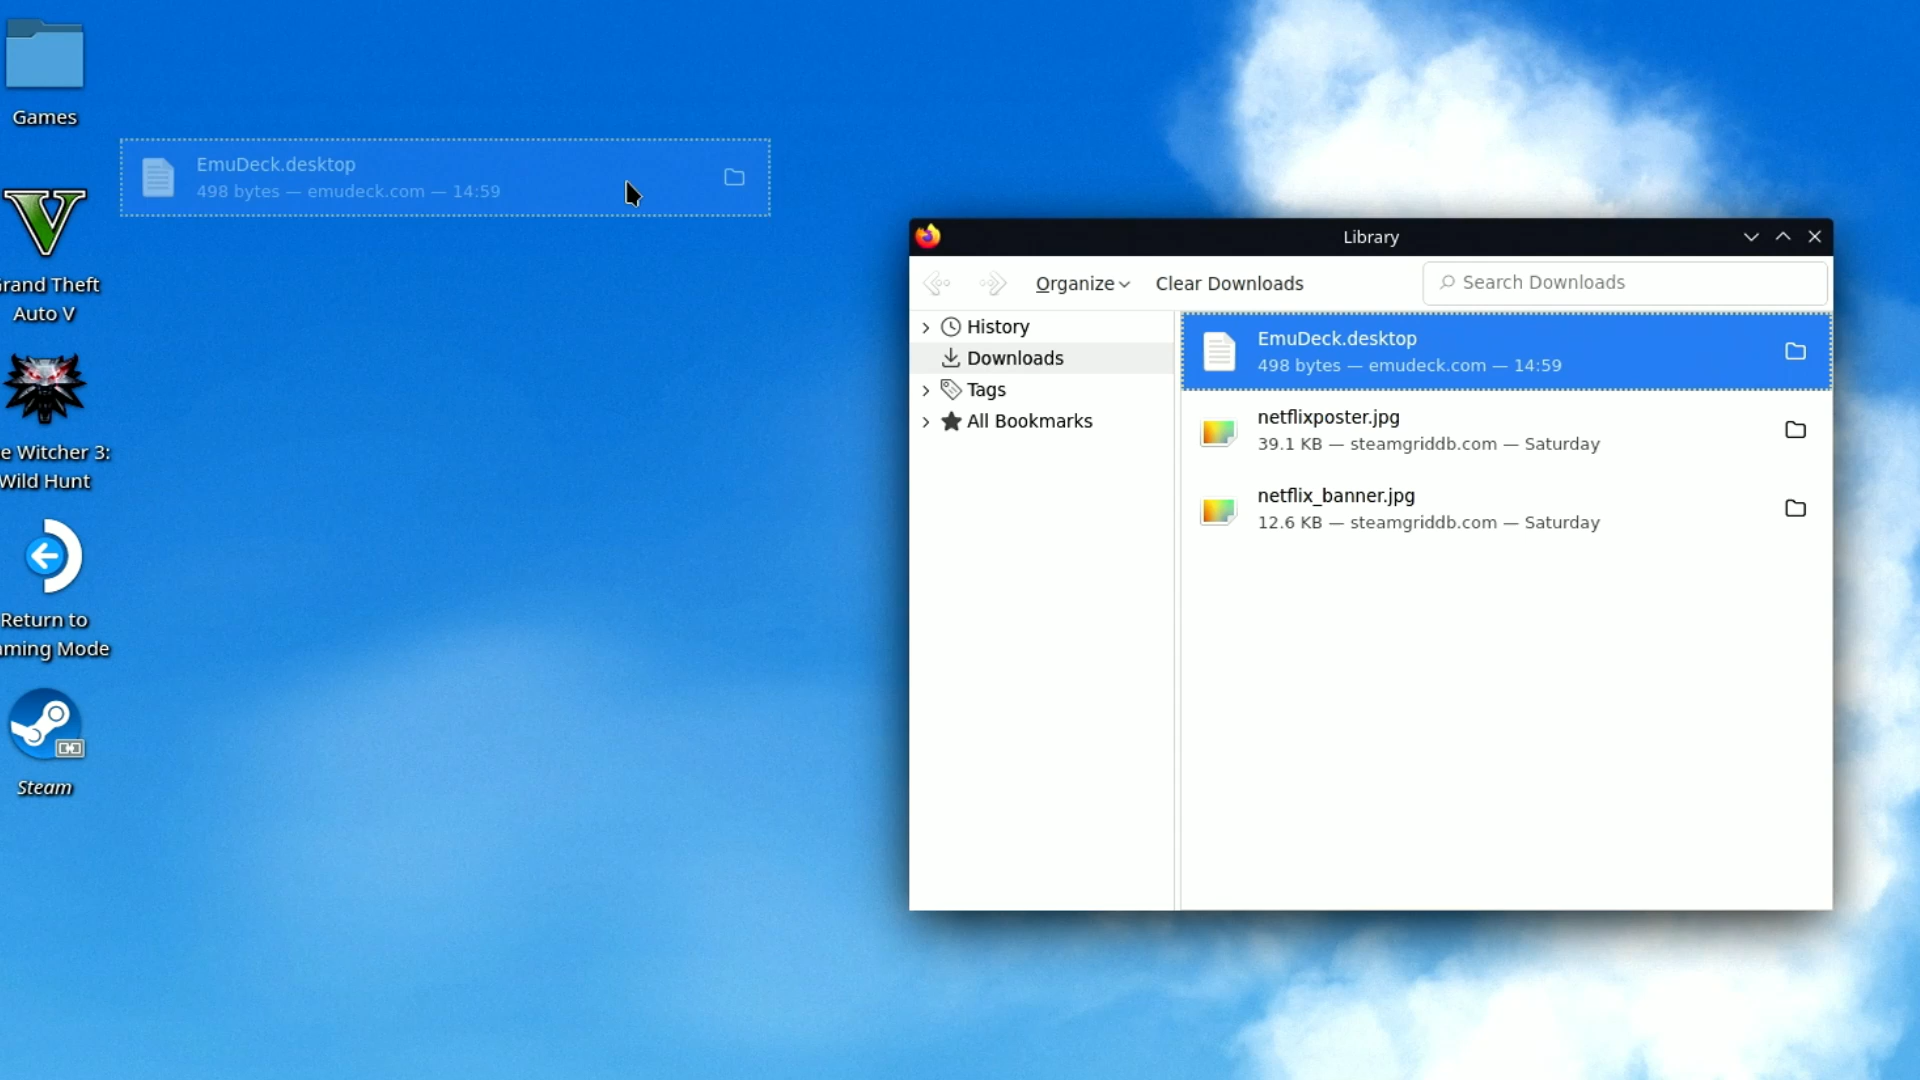 Games
EmuDeck.desktop
498 bytes — emudeck.com — 14:59
rand Theft
Auto V
e Witcher 3:
Wild Hunt
Return to
ming Mode
Steam
Library
Organize
Clear Downloads
Search Downloads
History
Downloads
Tags
All Bookmarks
EmuDeck.desktop
498 bytes — emudeck.com — 14:59
netflixposter.jpg
39.1 KB — steamgriddb.com — Saturday
netflix_banner.jpg
12.6 KB — steamgriddb.com — Saturday